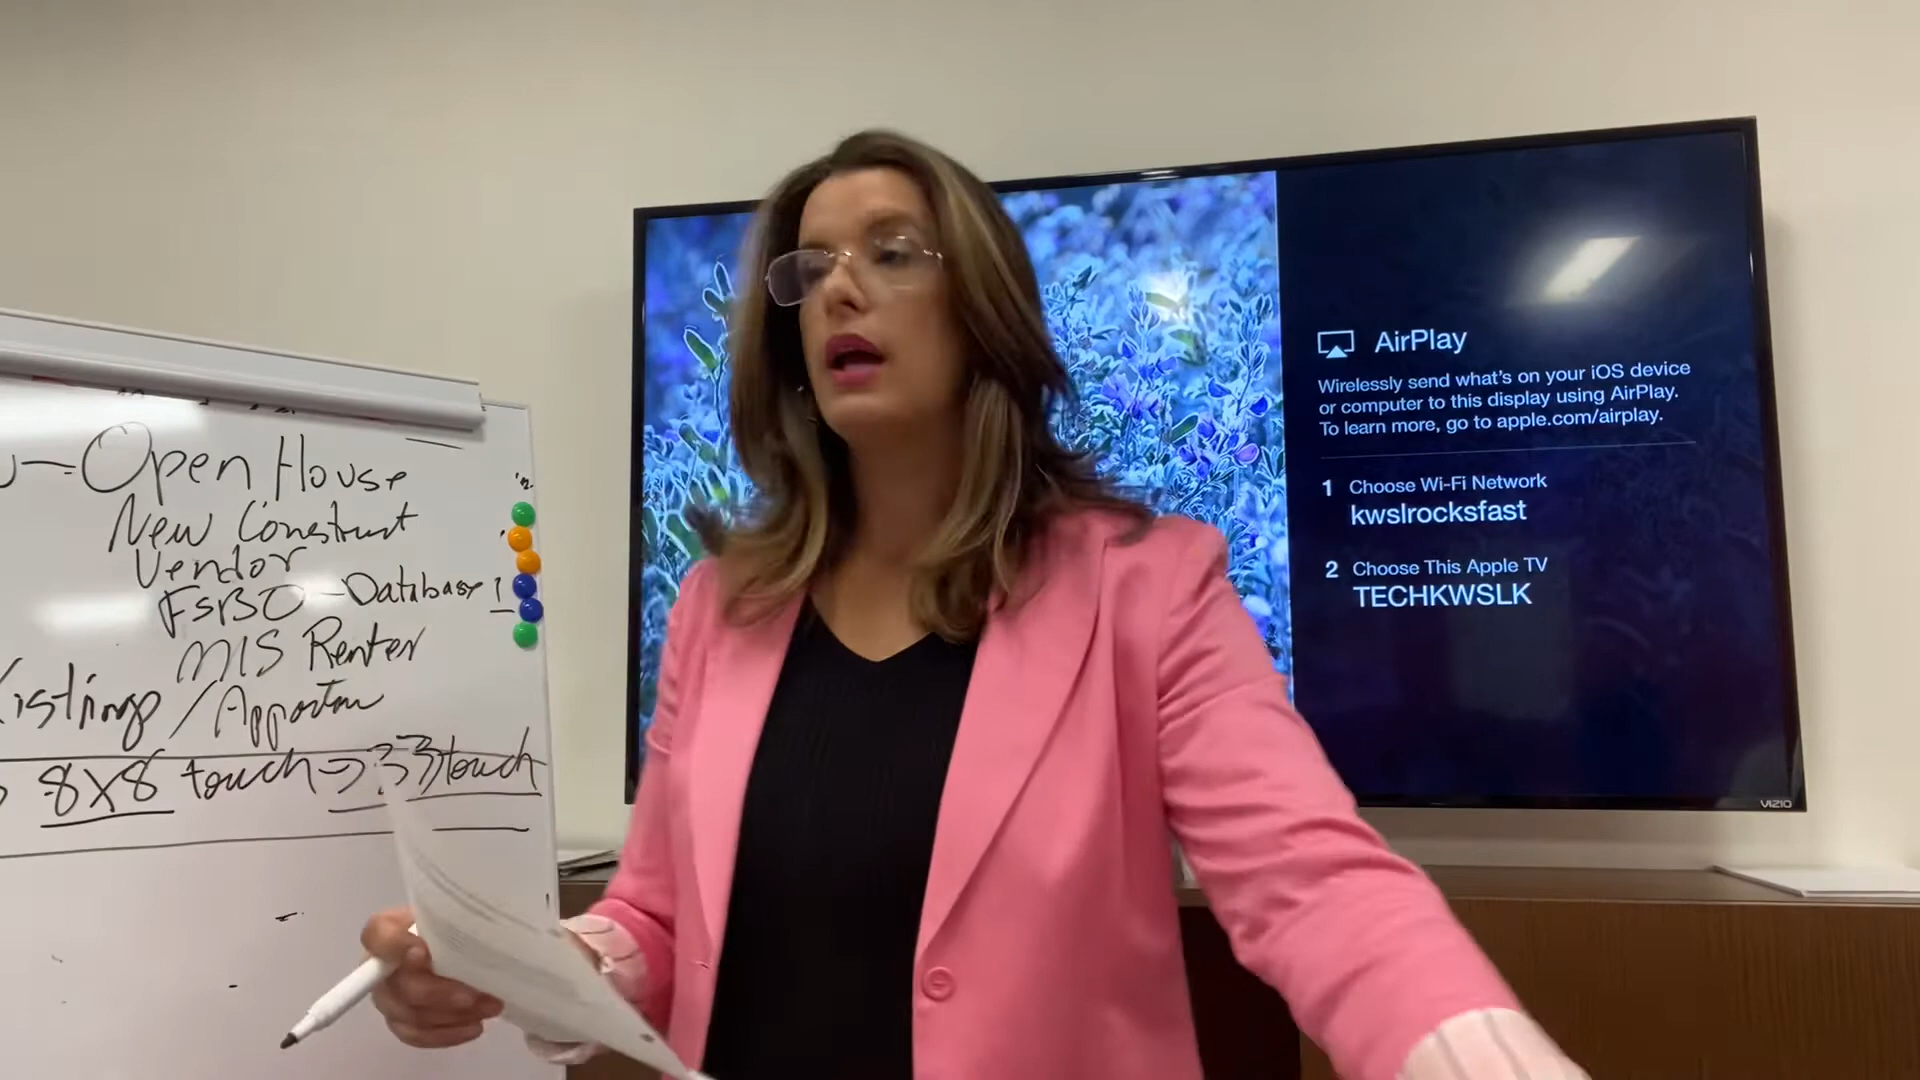 Open House
New Construct
Vendor
FSBO - Database 1
MIS Renter
Listings /
8x8 touch => 33 touch
AirPlay
Wirelessly send what's on your iOS device
or computer to this display using AirPlay.
To learn more, go to apple.com/airplay.
1 Choose Wi-Fi Network
kwslrocksfast
2 Choose This Apple TV
TECHKWSLK
VIZIO